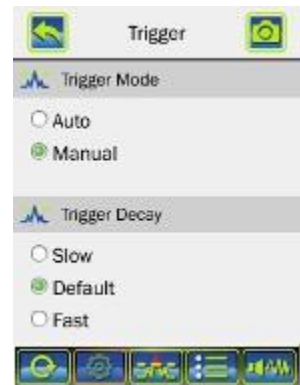 Trigger
Trigger Mode
Auto
Manual
Trigger Decay
Slow
Default
Fast